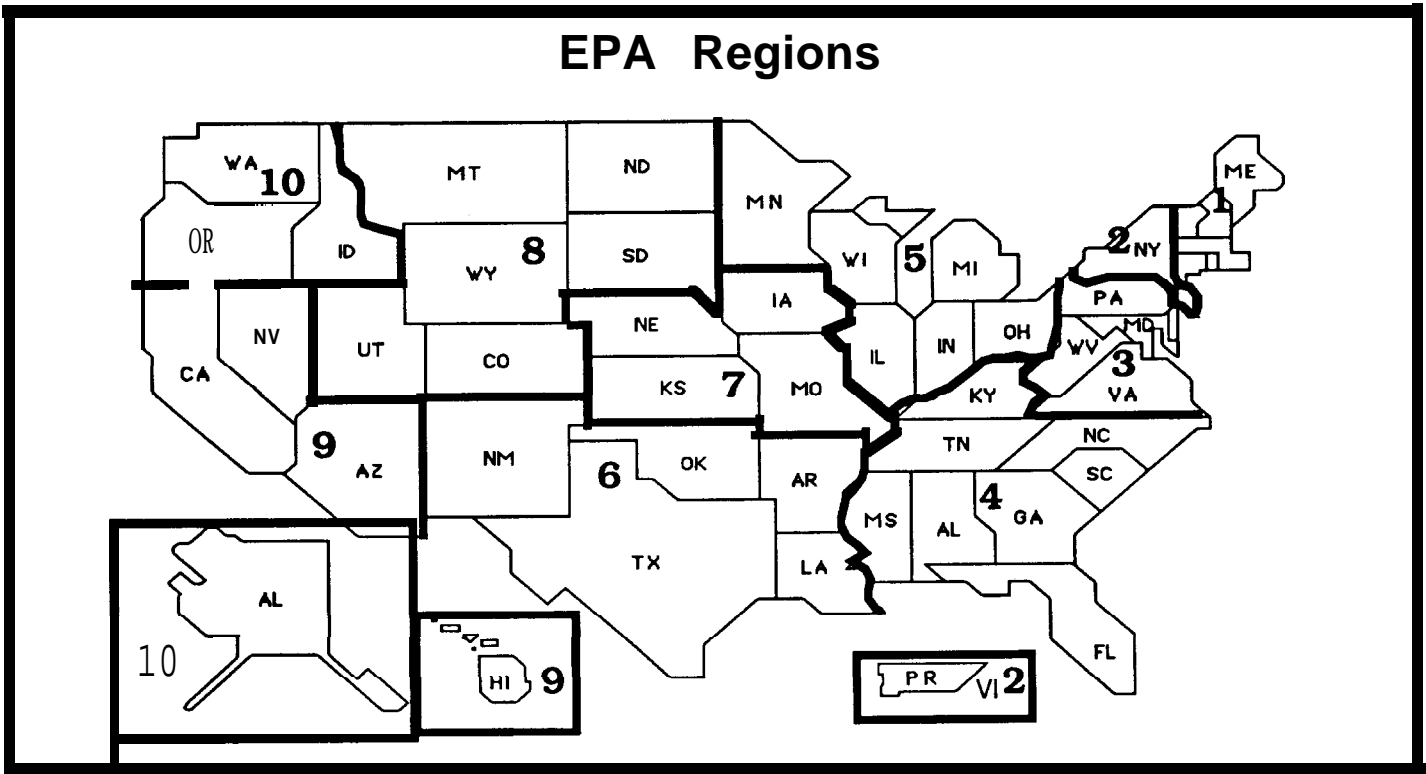 EPA Regions
WA
10
MT
ND
MN
ME
1
OR
ID
WY
8
SD
WI
5
MI
2
NY
IA
PA
NV
UT
CO
NE
IL
IN
OH
WV
MD
CA
KS
7
MO
KY
3
VA
9
AZ
NM
6
OK
AR
TN
NC
SC
MS
AL
4
GA
TX
LA
AL
10
HI
9
FL
PR
VI
2